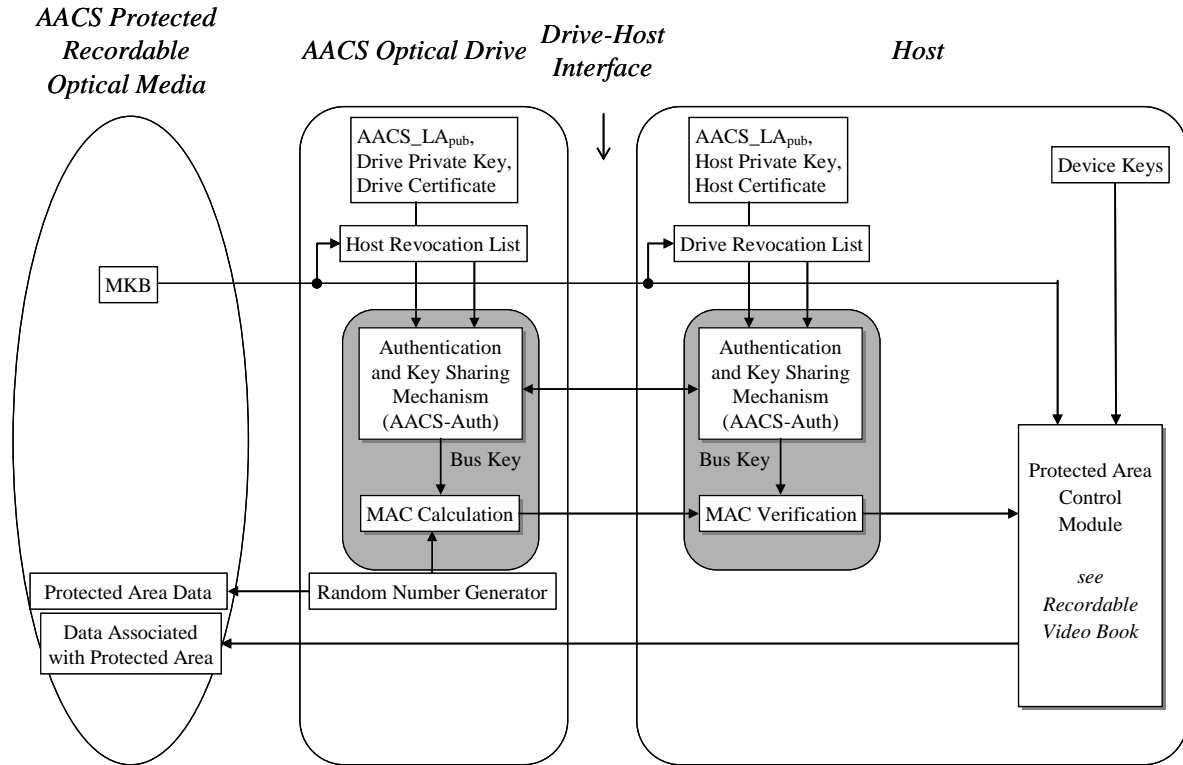 AACS Protected
Recordable
Optical Media
AACS Optical Drive
Drive-Host
Interface
Host
AACS_LApub,
Drive Private Key,
Drive Certificate
AACS_LApub,
Host Private Key,
Host Certificate
Device Keys
Host Revocation List
Drive Revocation List
MKB
Authentication
and Key Sharing
Mechanism
(AACS-Auth)
Authentication
and Key Sharing
Mechanism
(AACS-Auth)
Bus Key
Bus Key
MAC Calculation
MAC Verification
Protected Area
Control
Module
see
Recordable
Video Book
Protected Area Data
Random Number Generator
Data Associated
with Protected Area